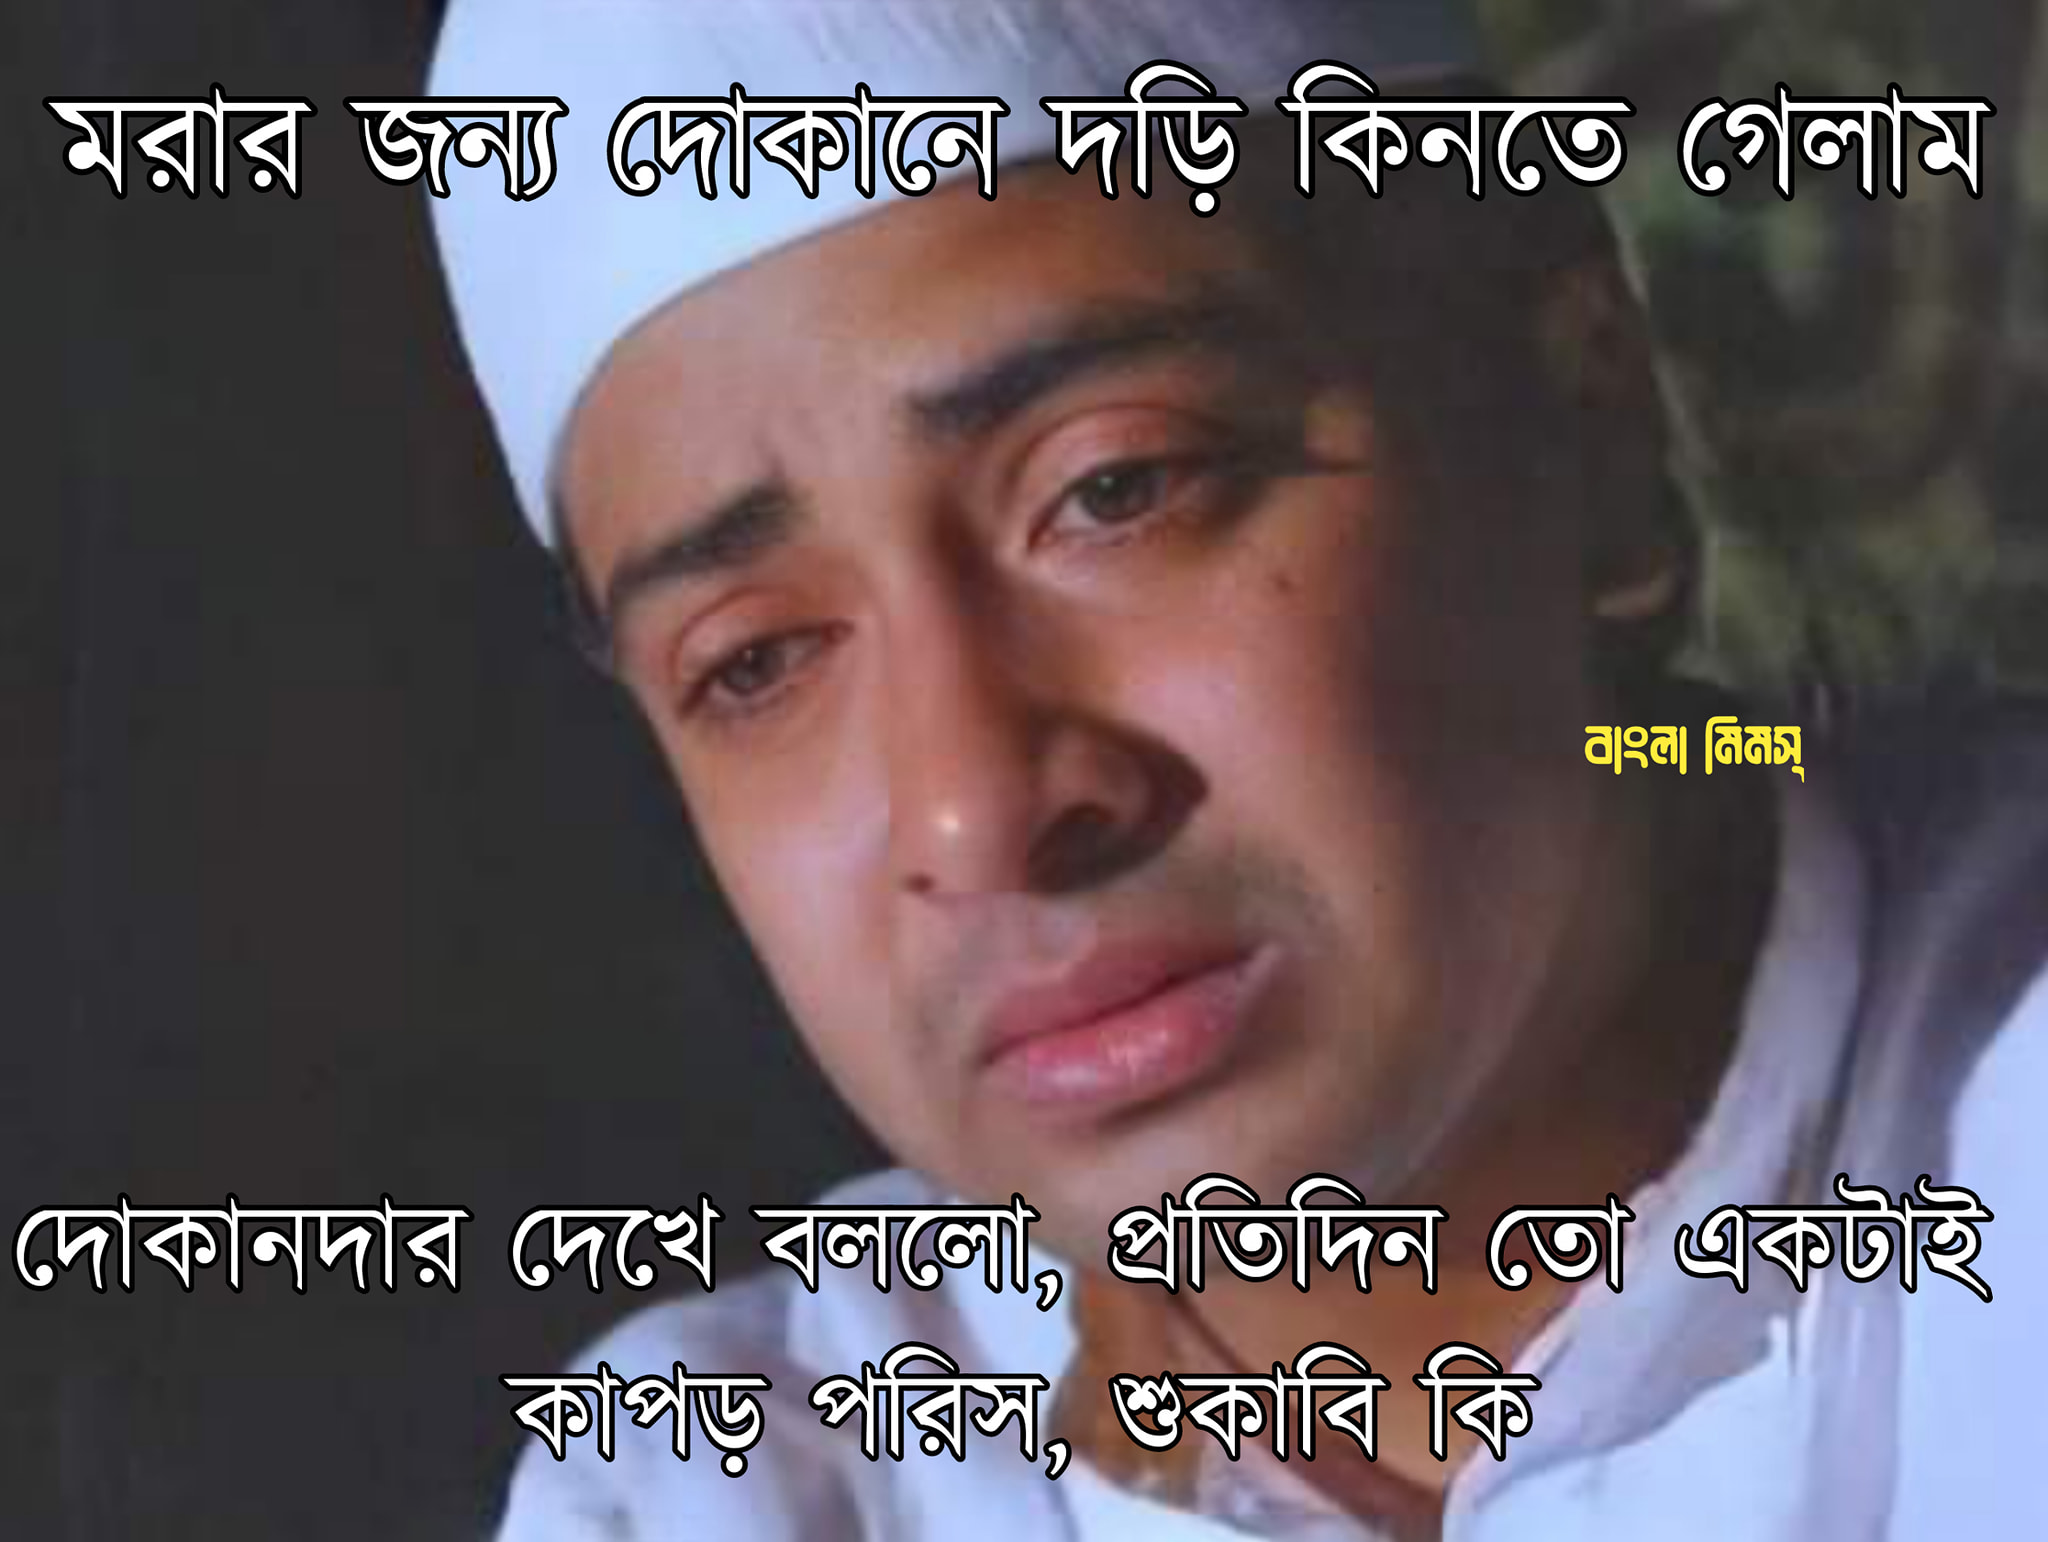 মরার জন্য দোকানে দড়ি কিনতে গেলাম
বাংলা মিমস্
দোকানদার দেখে বললো, প্রতিদিন তো একটাই
কাপড় পরিস, শুকাবি কি